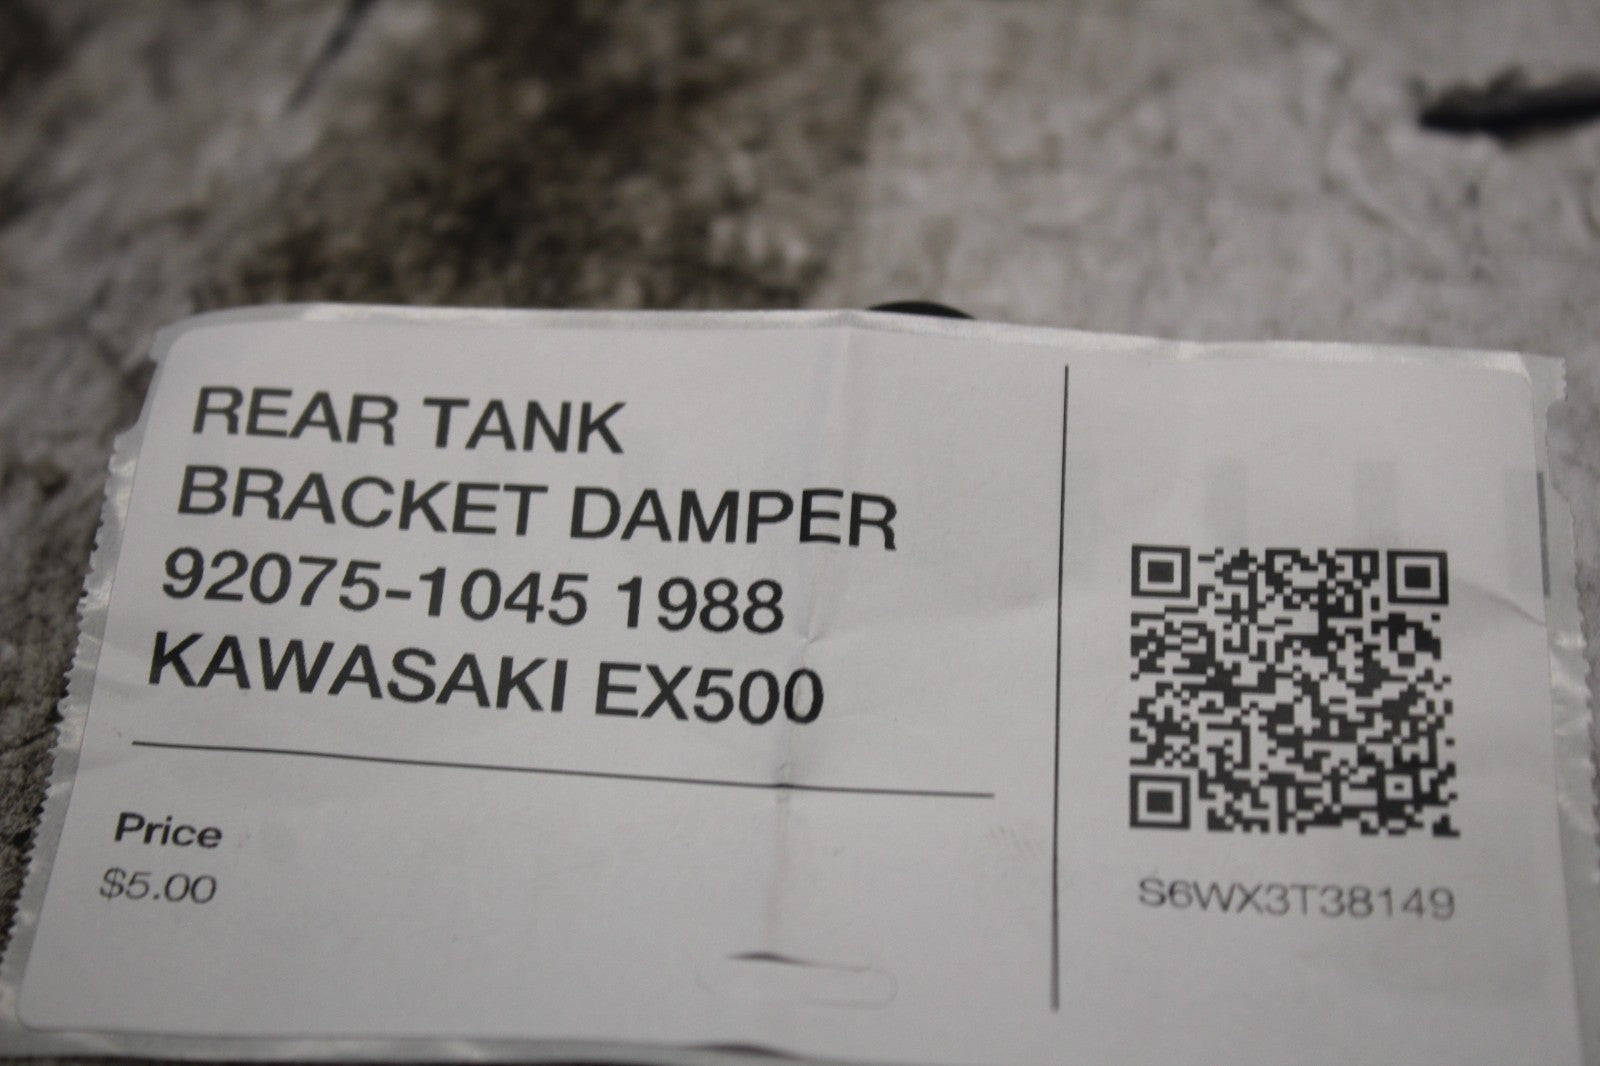 REAR TANK
BRACKET DAMPER
92075-1045 1988
KAWASAKI EX500
Price
$5.00
S6WX3T38149